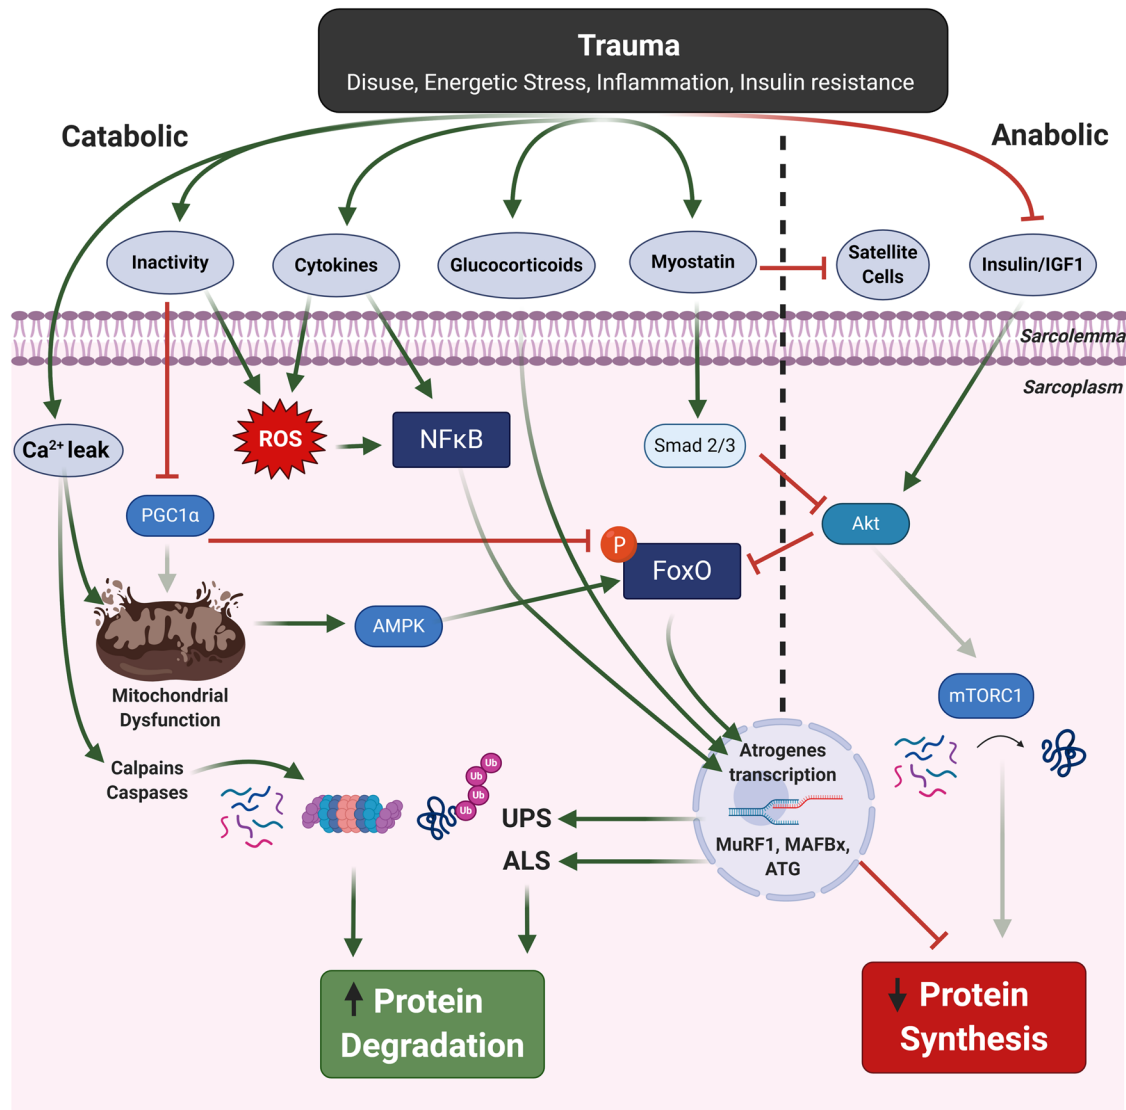 Trauma
Disuse, Energetic Stress, Inflammation, Insulin resistance
Catabolic
Anabolic
Inactivity
Cytokines
Glucocorticoids
Myostatin
Satellite
Cells
Insulin/IGF1
Sarcolemma
Sarcoplasm
Ca²⁺ leak
ROS
NFκB
Smad 2/3
PGC1α
Akt
P
FoxO
AMPK
Mitochondrial
Dysfunction
mTORC1
Calpains
Caspases
Ub
Ub
Ub
Ub
Atrogenes
transcription
MuRF1, MAFBx,
ATG
UPS
ALS
Protein
Degradation
Protein
Synthesis